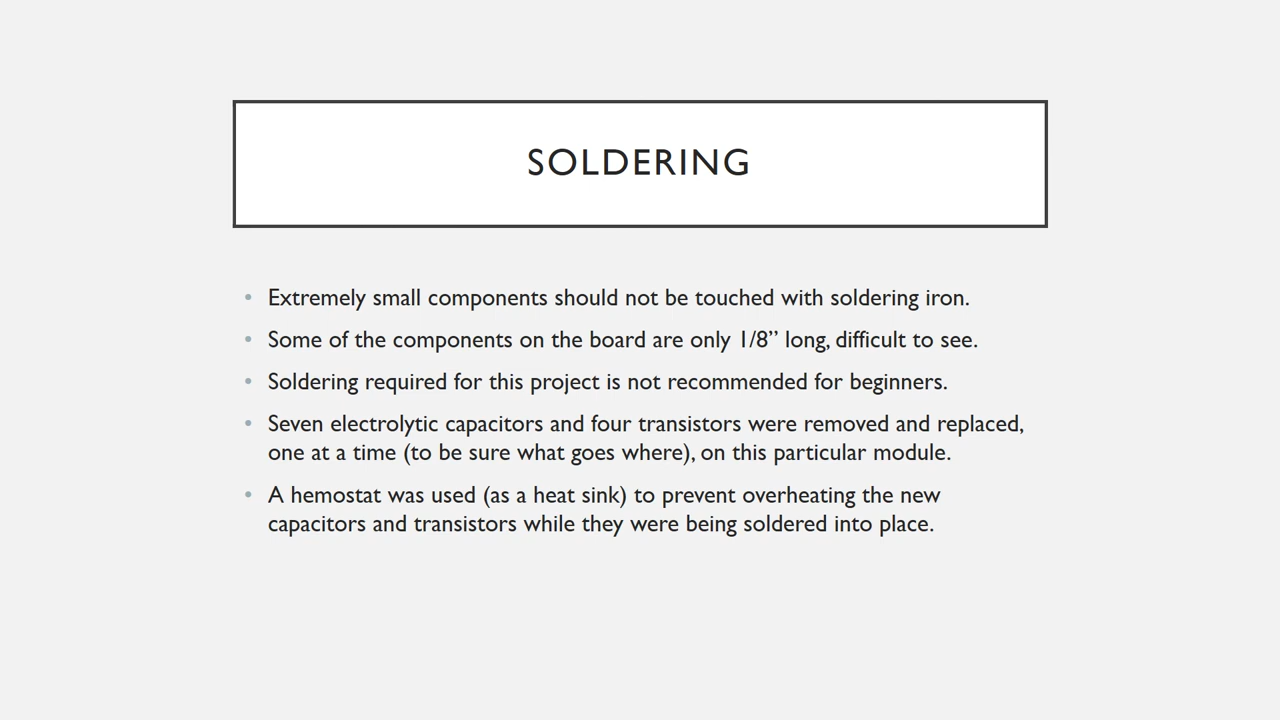 SOLDERING
• Extremely small components should not be touched with soldering iron.
• Some of the components on the board are only 1/8” long, difficult to see.
• Soldering required for this project is not recommended for beginners.
• Seven electrolytic capacitors and four transistors were removed and replaced,
one at a time (to be sure what goes where), on this particular module.
• A hemostat was used (as a heat sink) to prevent overheating the new
capacitors and transistors while they were being soldered into place.